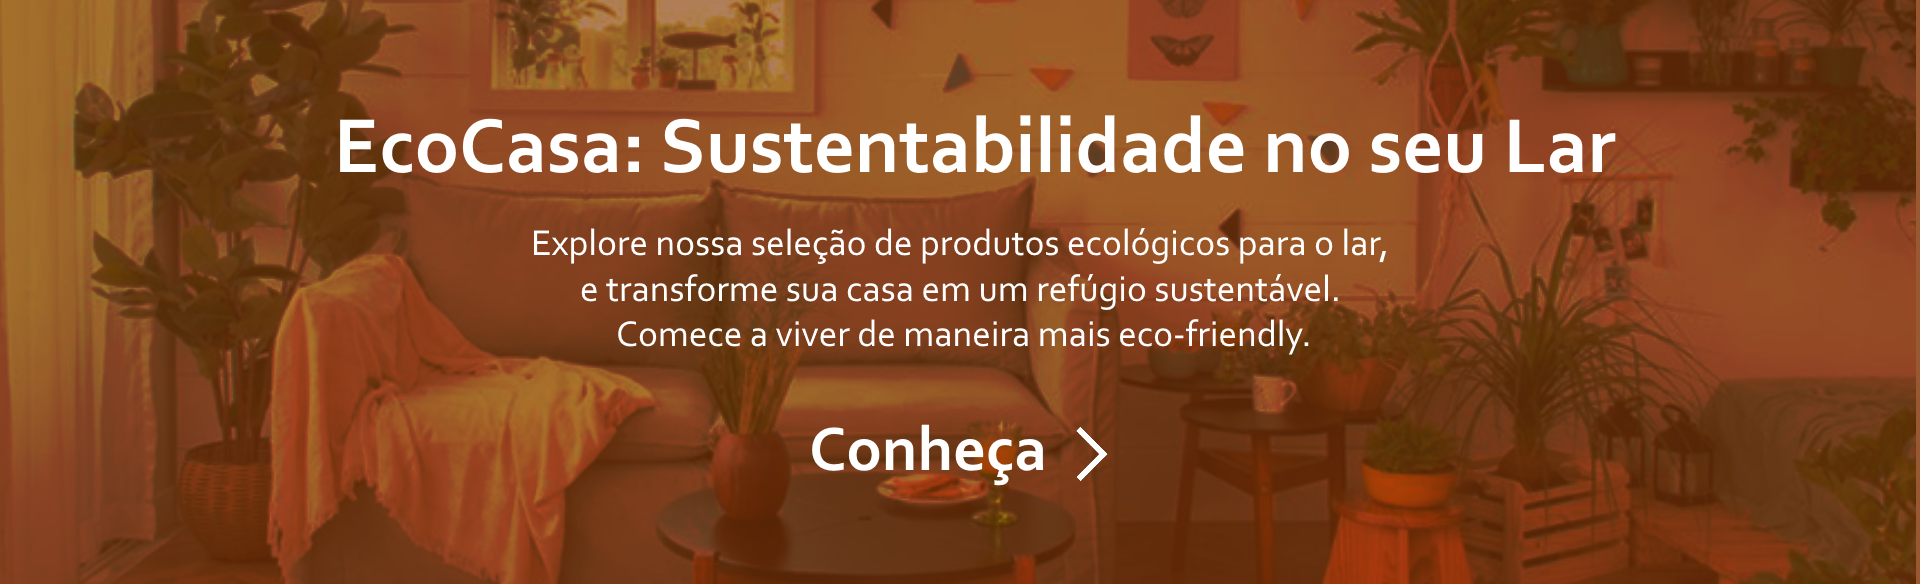 EcoCasa: Sustentabilidade no seu Lar
Explore nossa seleção de produtos ecológicos para o lar,
e transforme sua casa em um refúgio sustentável.
Comece a viver de maneira mais eco-friendly.
Conheça